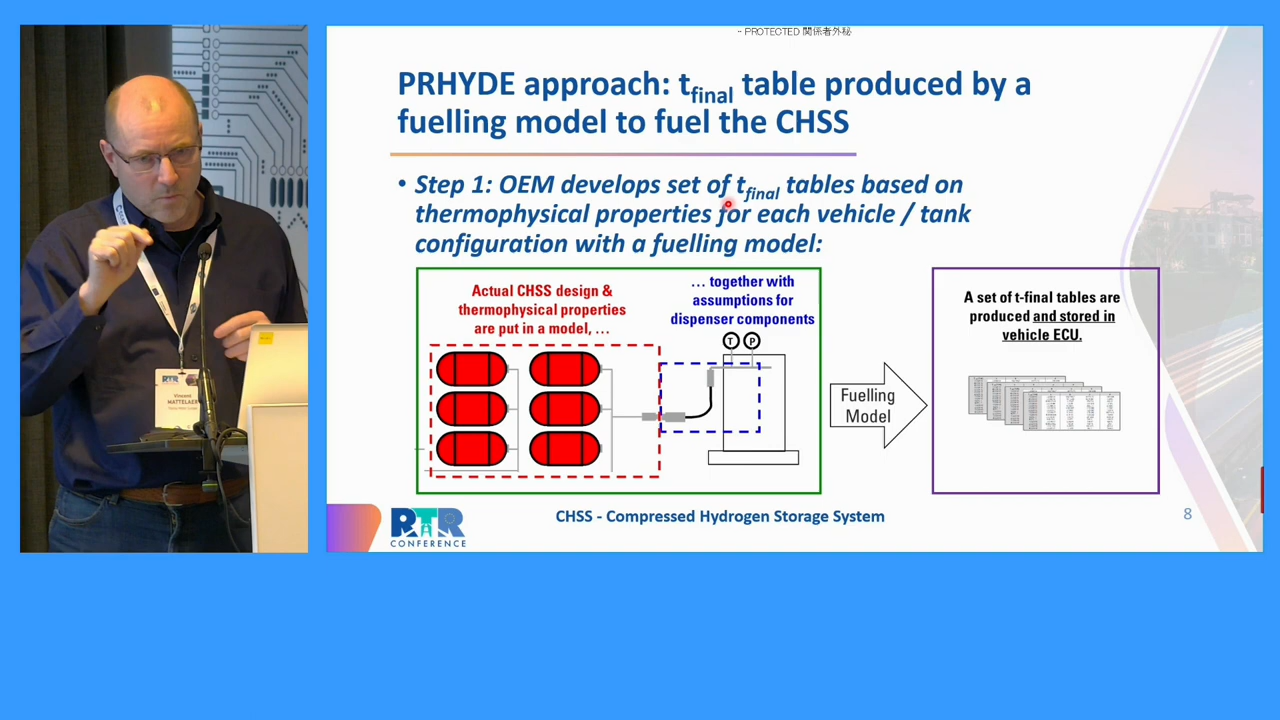 - PROTECTED 関係者外秘
PRHYDE approach: tfinal table produced by a
fuelling model to fuel the CHSS
• Step 1: OEM develops set of tfinal tables based on
thermophysical properties for each vehicle / tank
configuration with a fuelling model:
Actual CHSS design &
thermophysical properties
are put in a model, …
… together with
assumptions for
dispenser components
T P
Fuelling
Model
A set of t-final tables are
produced and stored in
vehicle ECU.
RTR
CONFERENCE
CHSS - Compressed Hydrogen Storage System
8
RTR
Vincent
MATTELAER